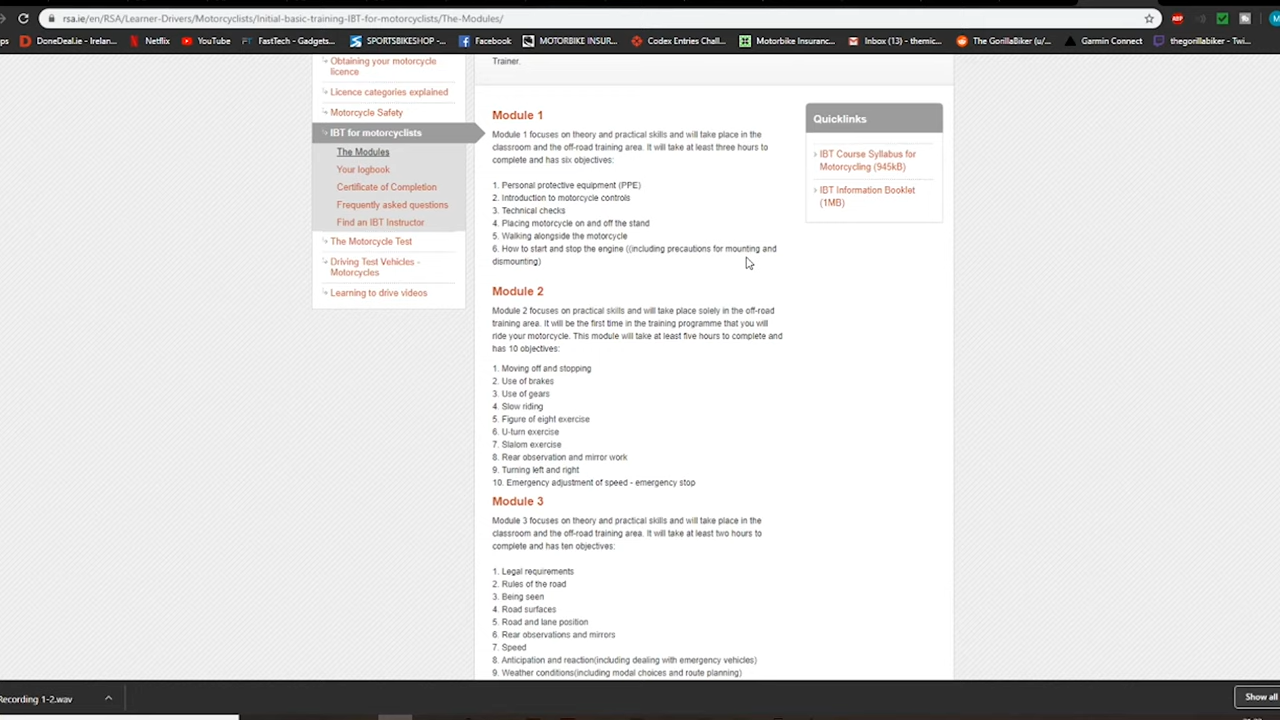 rsa.ie/en/RSA/Learner-Drivers/Motorcyclists/Initial-basic-training-IBT-for-motorcyclists/The-Modules/
ABP
DoneDeal.ie - Irelan...
Netflix
YouTube
FastTech - Gadgets...
SPORTSBIKESHOP -...
Facebook
MOTORBIKE INSUR...
Codex Entries Chall...
Motorbike Insuranc...
Inbox (13) - themic...
The GorillaBiker (u/...
Garmin Connect
thegorillabiker - Twi...
Obtaining your motorcycle
licence
Licence categories explained
Motorcycle Safety
IBT for motorcyclists
The Modules
Your logbook
Certificate of Completion
Frequently asked questions
Find an IBT Instructor
The Motorcycle Test
Driving Test Vehicles -
Motorcycles
Learning to drive videos
Trainer.
Module 1
Module 1 focuses on theory and practical skills and will take place in the
classroom and the off-road training area. It will take at least three hours to
complete and has six objectives:
1. Personal protective equipment (PPE)
2. Introduction to motorcycle controls
3. Technical checks
4. Placing motorcycle on and off the stand
5. Walking alongside the motorcycle
6. How to start and stop the engine ((including precautions for mounting and
dismounting)
Module 2
Module 2 focuses on practical skills and will take place solely in the off-road
training area. It will be the first time in the training programme that you will
ride your motorcycle. This module will take at least five hours to complete and
has 10 objectives:
1. Moving off and stopping
2. Use of brakes
3. Use of gears
4. Slow riding
5. Figure of eight exercise
6. U-turn exercise
7. Slalom exercise
8. Rear observation and mirror work
9. Turning left and right
10. Emergency adjustment of speed - emergency stop
Module 3
Module 3 focuses on theory and practical skills and will take place in the
classroom and the off-road training area. It will take at least two hours to
complete and has ten objectives:
1. Legal requirements
2. Rules of the road
3. Being seen
4. Road surfaces
5. Road and lane position
6. Rear observations and mirrors
7. Speed
8. Anticipation and reaction(including dealing with emergency vehicles)
9. Weather conditions(including modal choices and route planning)
Quicklinks
IBT Course Syllabus for
Motorcycling (945kB)
IBT Information Booklet
(1MB)
Recording 1-2.wav
Show all